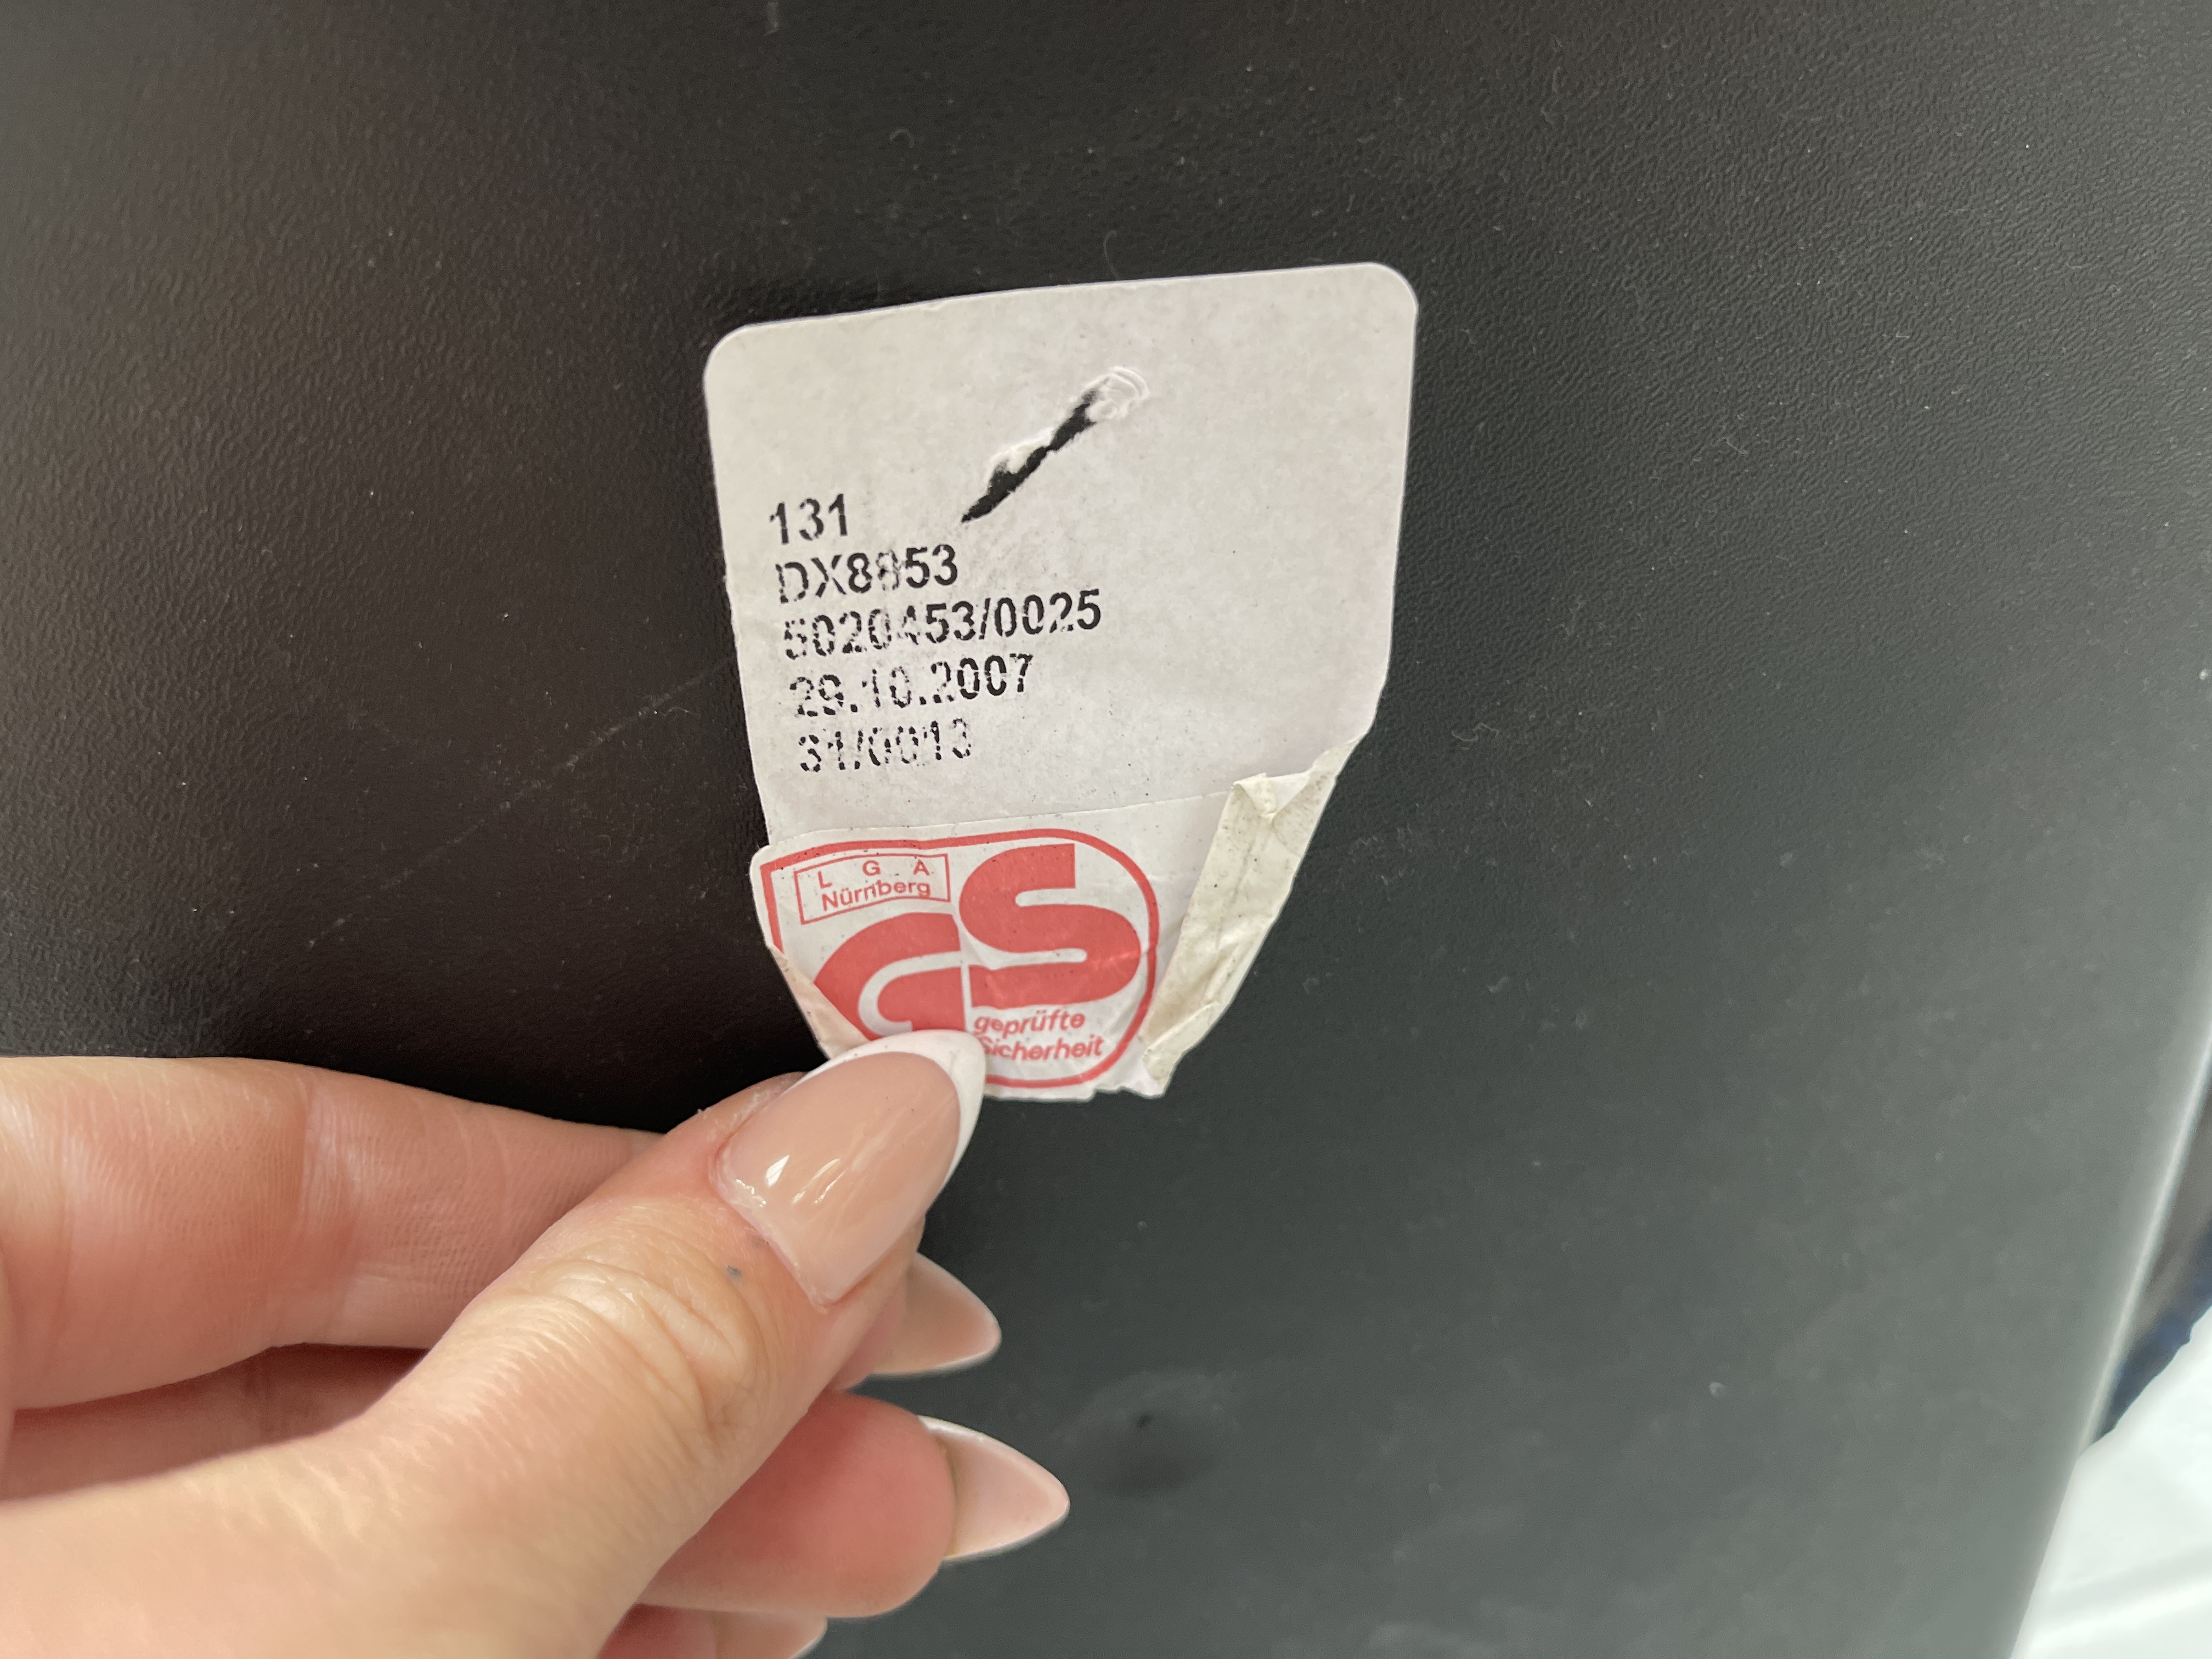 131
DX8853
5020453/0025
29.10.2007
31/0013
L G A
Nürnberg
GS
geprüfte
Sicherheit